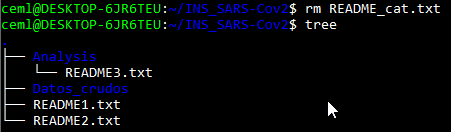 ceml@DESKTOP-6JR6TEU:~/INS_SARS-Cov2$ rm README_cat.txt
ceml@DESKTOP-6JR6TEU:~/INS_SARS-Cov2$ tree
.
├── Analysis
│   └── README3.txt
├── Datos_crudos
├── README1.txt
└── README2.txt